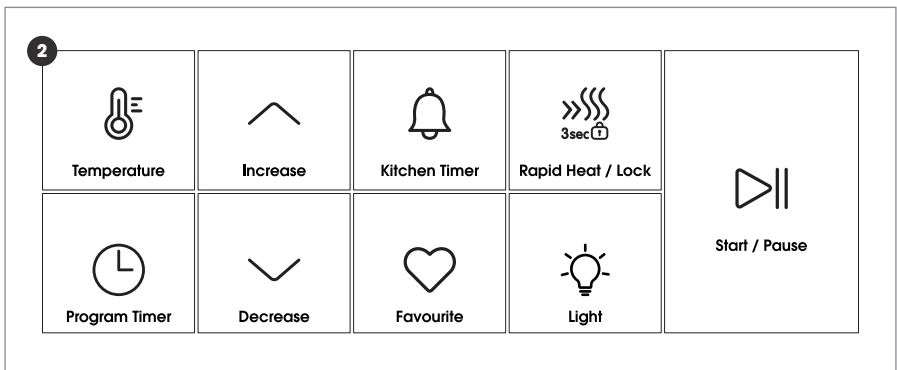 2
Temperature
Increase
Kitchen Timer
3sec
Rapid Heat / Lock
Start / Pause
Program Timer
Decrease
Favourite
Light